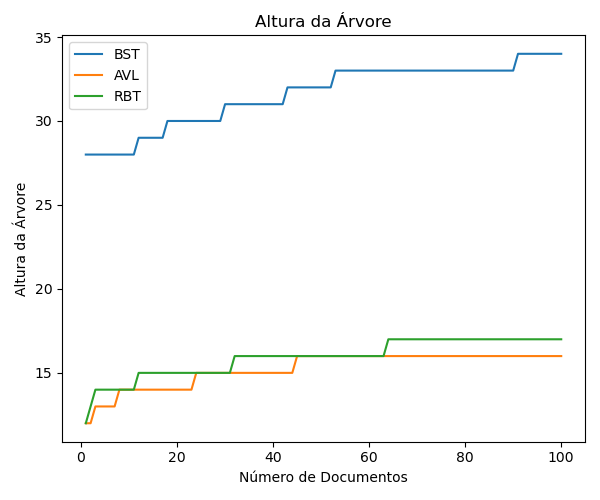 Altura da Árvore
BST
AVL
RBT
35
30
25
20
15
Altura da Árvore
0 20 40 60 80 100
Número de Documentos